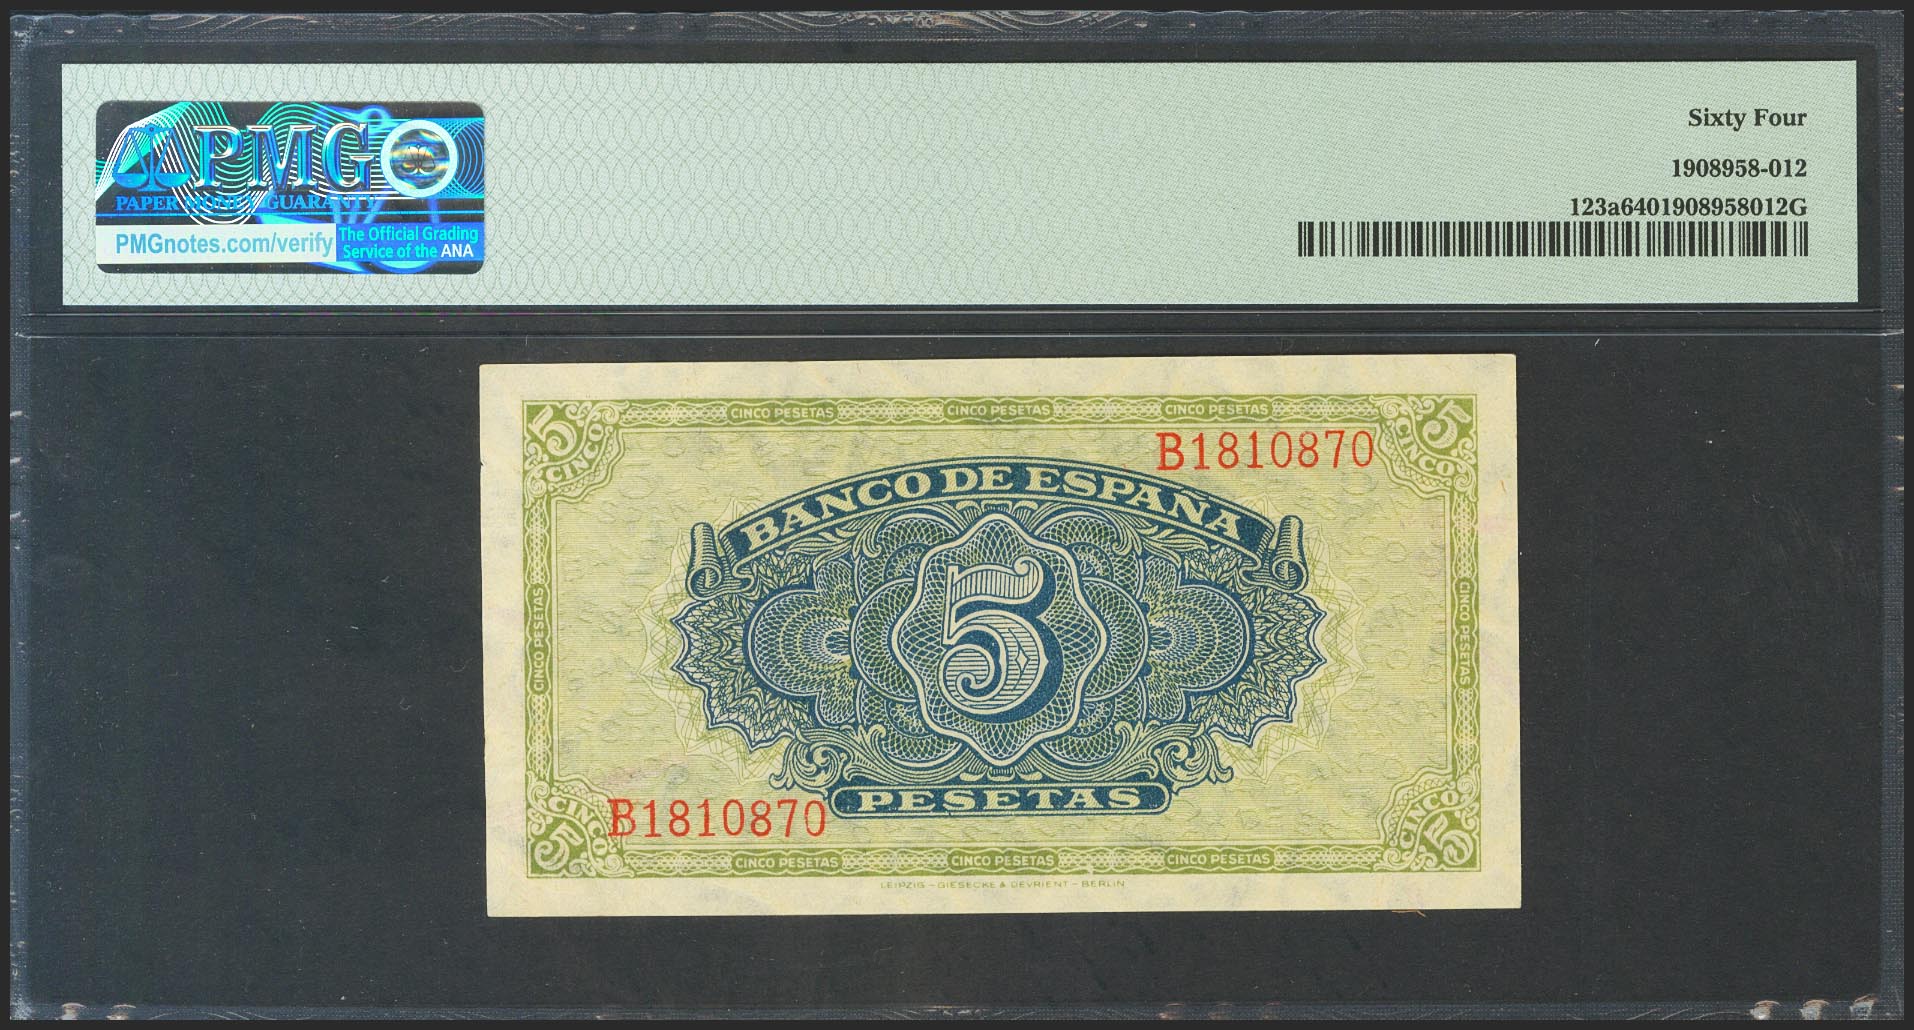 PMG
PAPER MONEY GUARANTY
PMGnotes.com/verify
The Official Grading
Service of the ANA
Sixty Four
1908958-012
123a6401908958012G
5 CINCO
CINCO PESETAS CINCO PESETAS CINCO PESETAS
5 CINCO
B1810870
BANCO DE ESPAÑA
5
CINCO PESETAS
CINCO PESETAS
PESETAS
B1810870
CINCO 5
CINCO PESETAS CINCO PESETAS CINCO PESETAS
CINCO 5
LEIPZIG – GIESECKE & DEVRIENT – BERLIN